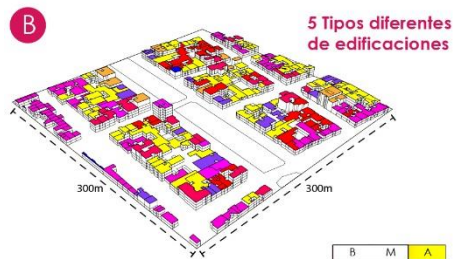 B
5 Tipos diferentes
de edificaciones
300m
300m
B M A